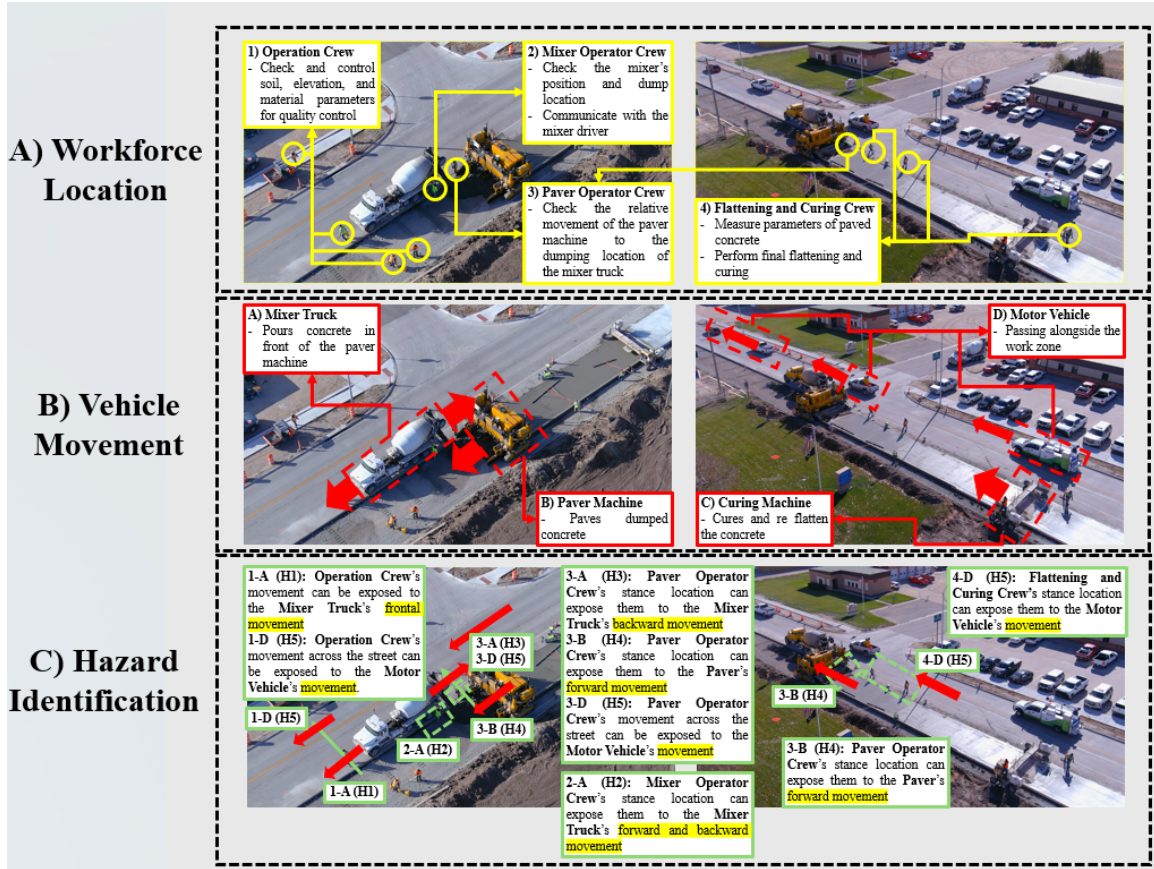 A) Workforce
Location
1) Operation Crew
- Check and control
soil, elevation, and
material parameters
for quality control
2) Mixer Operator Crew
- Check the mixer's
position and dump
location
- Communicate with the
mixer driver
3) Paver Operator Crew
- Check the relative
movement of the paver
machine to the
dumping location of
the mixer truck
4) Flattening and Curing Crew
- Measure parameters of paved
concrete
- Perform final flattening and
curing
B) Vehicle
Movement
A) Mixer Truck
- Pours concrete in
front of the paver
machine
B) Paver Machine
- Paves dumped
concrete
C) Curing Machine
- Cures and re flatten
the concrete
D) Motor Vehicle
- Passing alongside the
work zone
C) Hazard
Identification
1-A (H1): Operation Crew's
movement can be exposed to
the Mixer Truck's frontal
movement
1-D (H5): Operation Crew's
movement across the street can
be exposed to the Motor
Vehicle's movement.
3-A (H3)
3-D (H5)
1-D (H5)
2-A (H2)
3-B (H4)
1-A (H1)
3-A (H3): Paver Operator
Crew's stance location can
expose them to the Mixer
Truck's backward movement
3-B (H4): Paver Operator
Crew's stance location can
expose them to the Paver's
forward movement
3-D (H5): Paver Operator
Crew's movement across the
street can be exposed to the
Motor Vehicle's movement
2-A (H2): Mixer Operator
Crew's stance location can
expose them to the Mixer
Truck's forward and backward
movement
4-D (H5): Flattening and
Curing Crew's stance location
can expose them to the Motor
Vehicle's movement
4-D (H5)
3-B (H4)
3-B (H4): Paver Operator
Crew's stance location can
expose them to the Paver's
forward movement